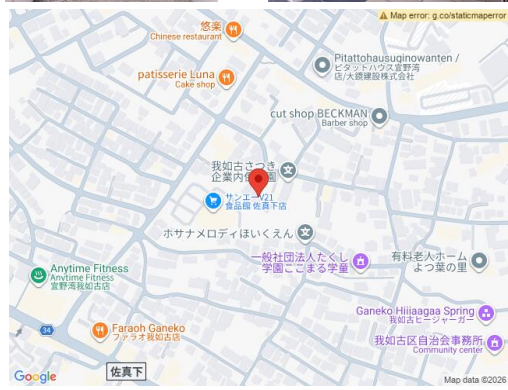 Map error: g.co/staticmaperror
悠楽
Chinese restaurant
Pitattohausuginowanten /
ピタットハウス宜野湾
店/大鏡建設株式会社
patisserie Luna
Cake shop
cut shop BECKMAN
Barber shop
我如古さつき
企業内保
園
サンエーV21
食品館 佐真下店
ホサナメロディほいくえん
一般社団法人たくし
学園ここまる学童
有料老人ホーム
よつ葉の里
Anytime Fitness
宜野湾我如古店
Ganeko Hiiiaagaa Spring
我如古ヒージャーガー
34
Faraoh Ganeko
ファラオ我如古店
我如古区自治会事務所
Community center
佐真下
Google
Map data ©2026